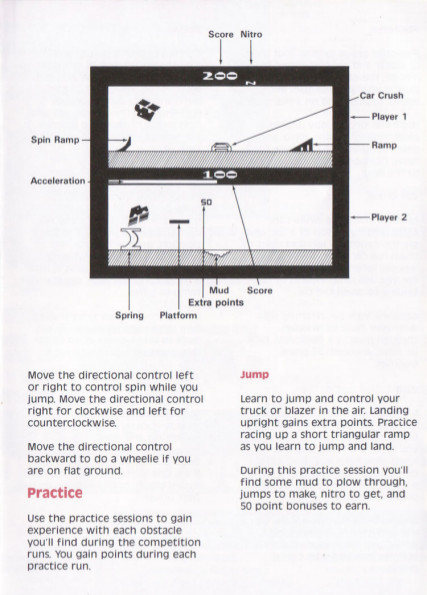 Score Nitro
200
N
Car Crush
Player 1
Spin Ramp
Ramp
100
Acceleration
50
Player 2
Mud
Score
Extra points
Spring
Platform
Move the directional control left
or right to control spin while you
jump. Move the directional control
right for clockwise and left for
counterclockwise.
Move the directional control
backward to do a wheelie if you
are on flat ground.
Practice
Use the practice sessions to gain
experience with each obstacle
you'll find during the competition
runs. You gain points during each
practice run.
Jump
Learn to jump and control your
truck or blazer in the air. Landing
upright gains extra points. Practice
racing up a short triangular ramp
as you learn to jump and land.
During this practice session you'll
find some mud to plow through,
jumps to make, nitro to get, and
50 point bonuses to earn.